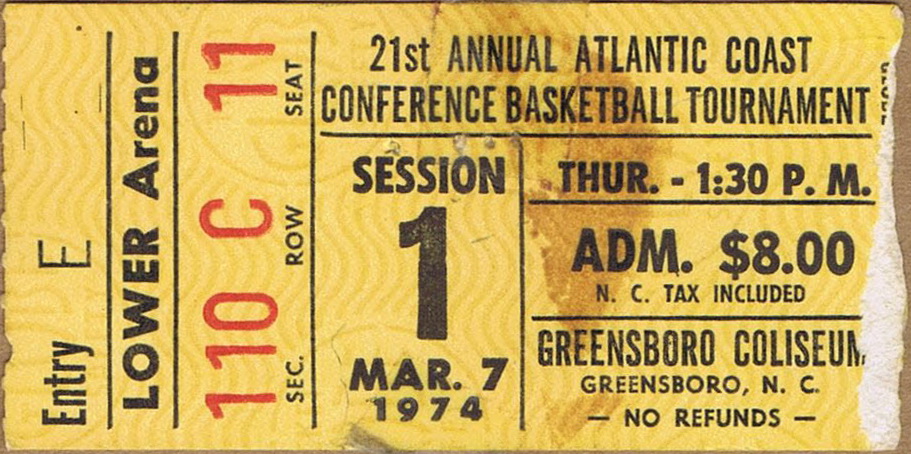 Entry E
LOWER Arena
110 C 11
SEC. ROW SEAT
21st ANNUAL ATLANTIC COAST
CONFERENCE BASKETBALL TOURNAMENT
SESSION
1
MAR. 7
1974
THUR. - 1:30 P. M.
ADM. $8.00
N. C. TAX INCLUDED
GREENSBORO COLISEUM
GREENSBORO, N. C.
— NO REFUNDS —